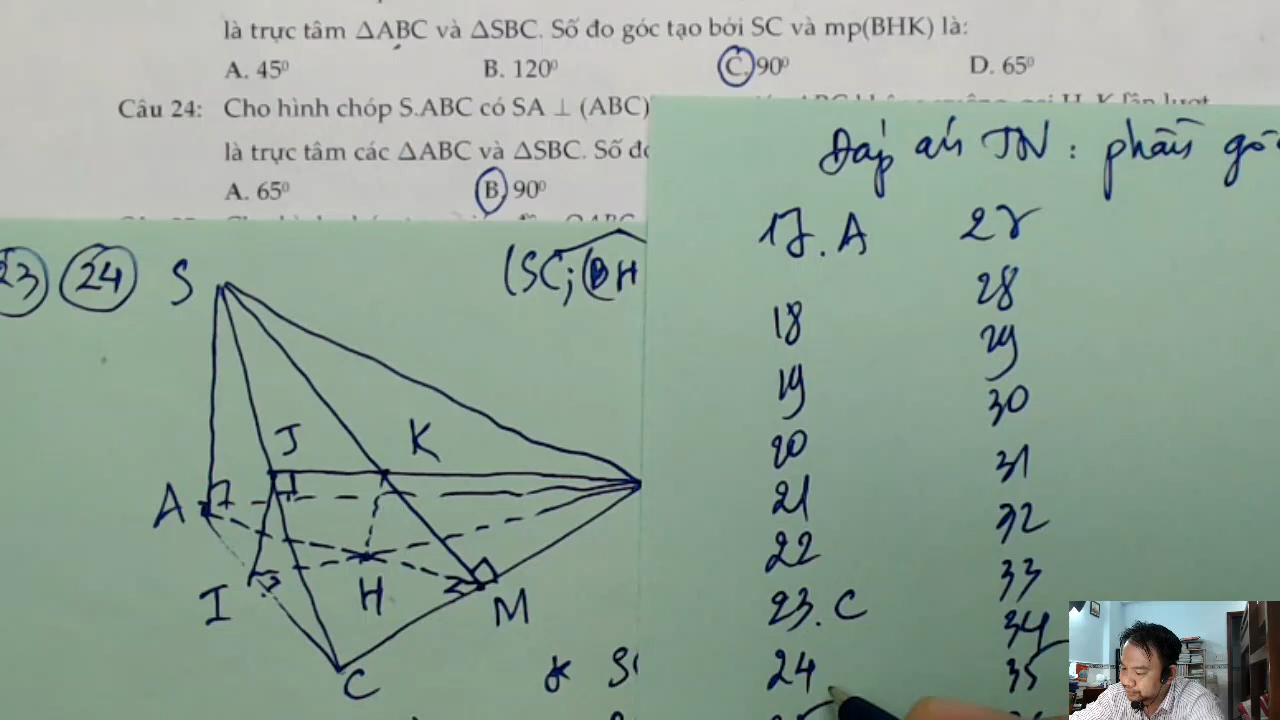 là trực tâm ΔABC và ΔSBC. Số đo góc tạo bởi SC và mp(BHK) là:
A. 45⁰ B. 120⁰ C. 90⁰ D. 65⁰
Câu 24: Cho hình chóp S.ABC có SA ⊥ (ABC)
là trực tâm các ΔABC và ΔSBC. Số
A. 65⁰ B. 90⁰
Đáp án TN: phần
17. A
18
19
20
21
22
23. C
24
27
28
29
30
31
32
33
34
35
23 24
(SC; (BH
S
J
K
A
I
H
M
C
* S